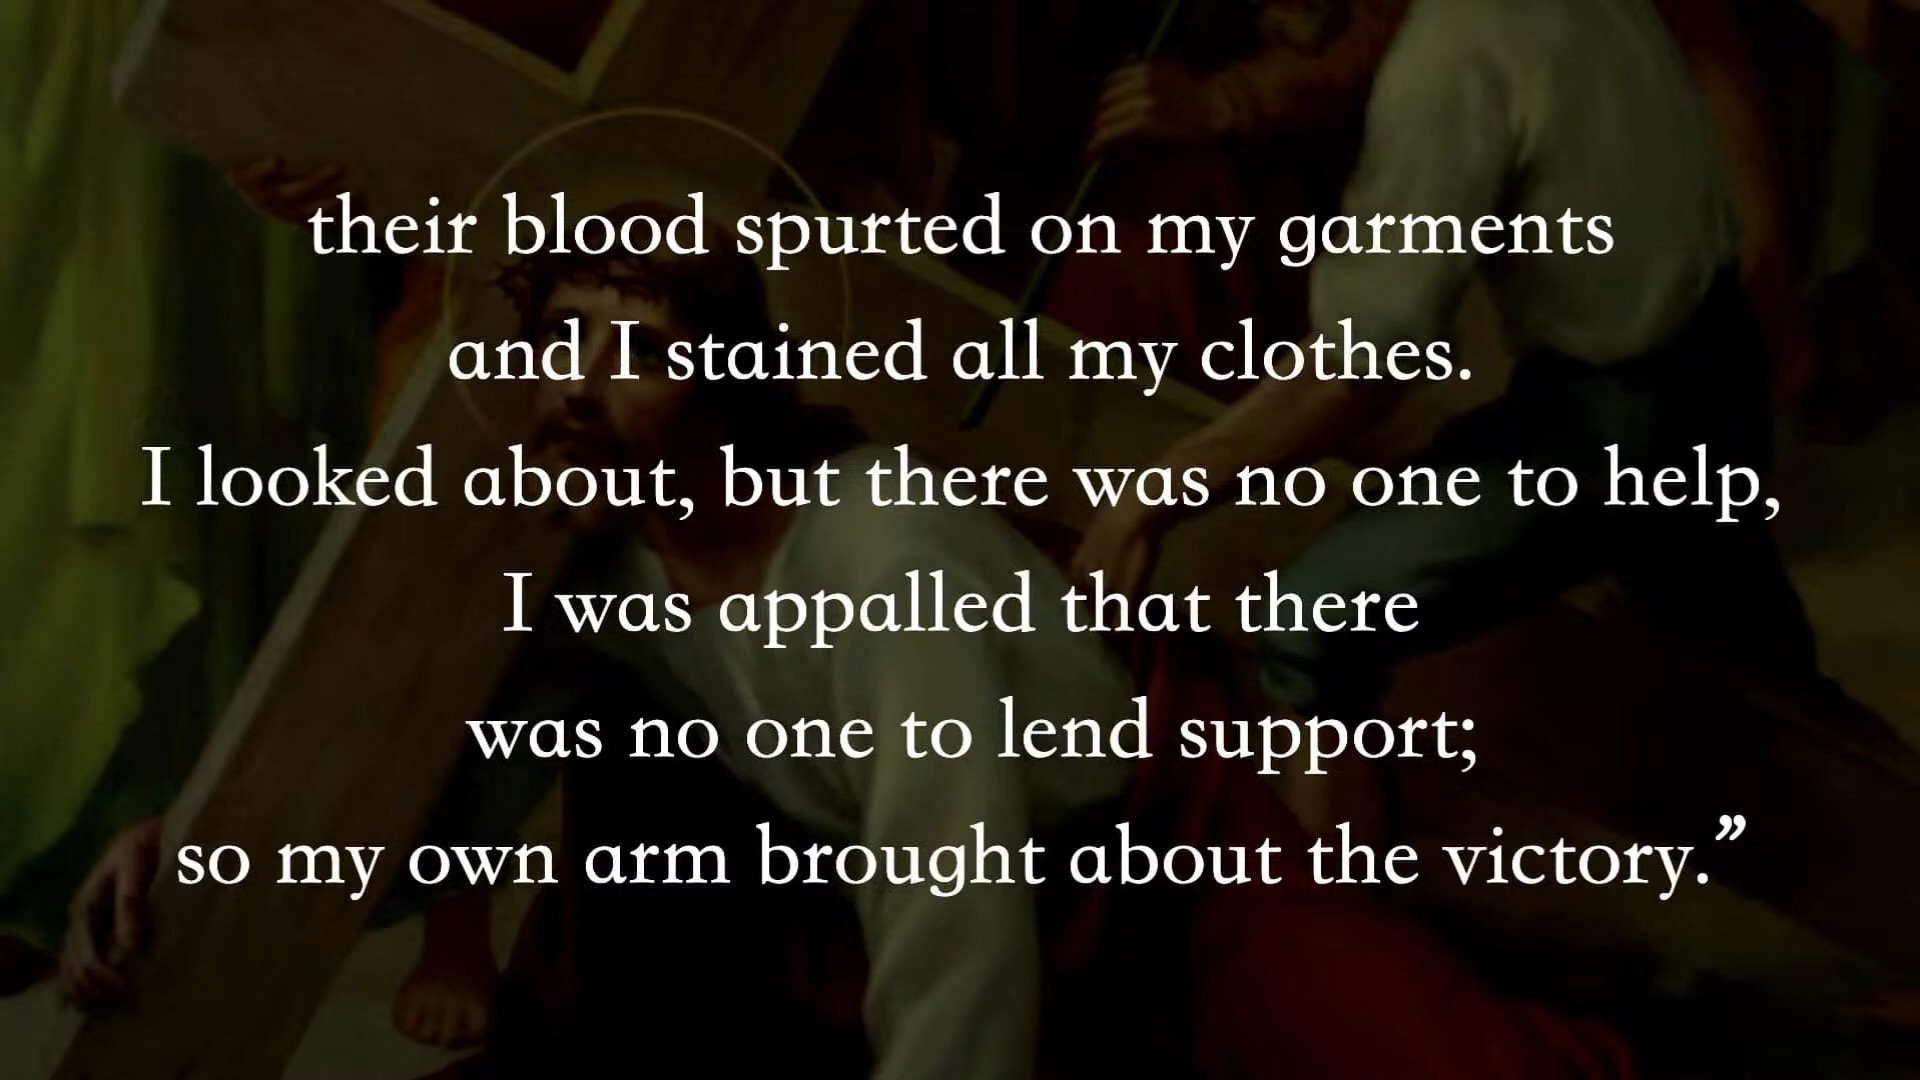 their blood spurted on my garments
and I stained all my clothes.
I looked about, but there was no one to help,
I was appalled that there
was no one to lend support;
so my own arm brought about the victory.”